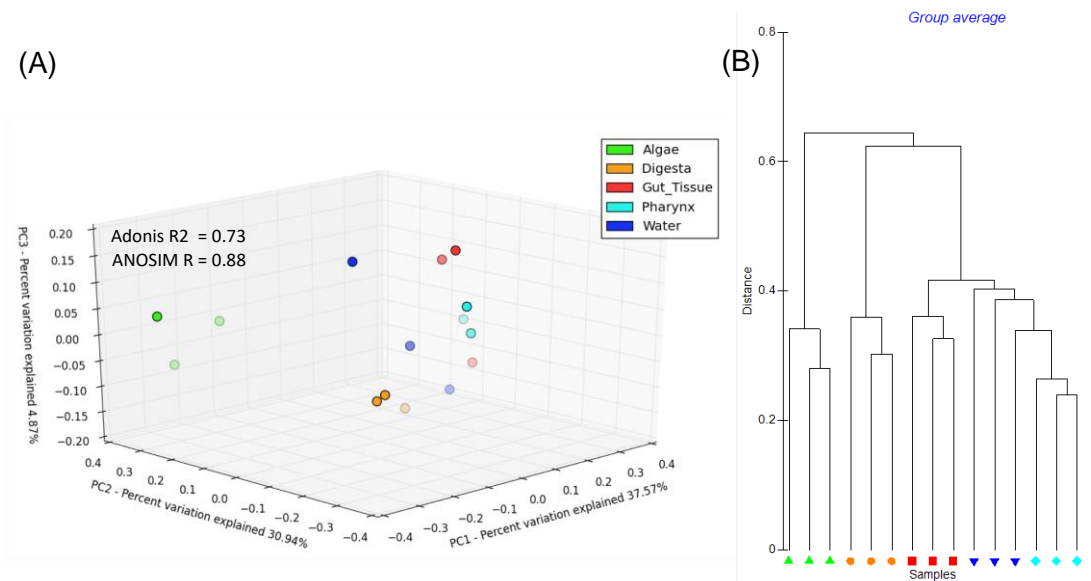 (A)
Adonis R2 = 0.73
ANOSIM R = 0.88
Algae
Digesta
Gut_Tissue
Pharynx
Water
PC3 - Percent variation explained 4.87%
0.20
0.15
0.10
0.05
0.00
−0.05
−0.10
−0.15
−0.20
PC2 - Percent variation explained 30.94%
0.4
0.3
0.2
0.1
0.0
−0.1
−0.2
−0.3
−0.4
PC1 - Percent variation explained 37.57%
−0.4
−0.3
−0.2
−0.1
0.0
0.1
0.2
0.3
0.4
(B)
Group average
Distance
0.8
0.6
0.4
0.2
0
Samples